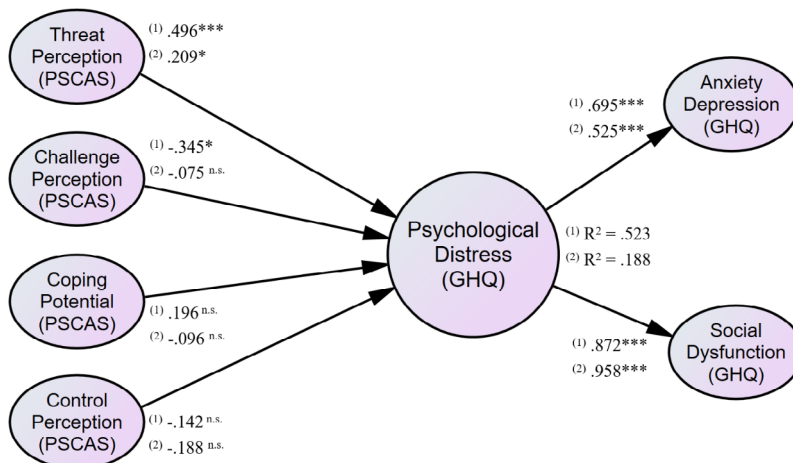 Threat
Perception
(PSCAS)
(1) .496***
(2) .209*
Challenge
Perception
(PSCAS)
(1) -.345*
(2) -.075 n.s.
Coping
Potential
(PSCAS)
(1) .196 n.s.
(2) -.096 n.s.
Control
Perception
(PSCAS)
(1) -.142 n.s.
(2) -.188 n.s.
Psychological
Distress
(GHQ)
(1) R² = .523
(2) R² = .188
(1) .695***
(2) .525***
Anxiety
Depression
(GHQ)
(1) .872***
(2) .958***
Social
Dysfunction
(GHQ)